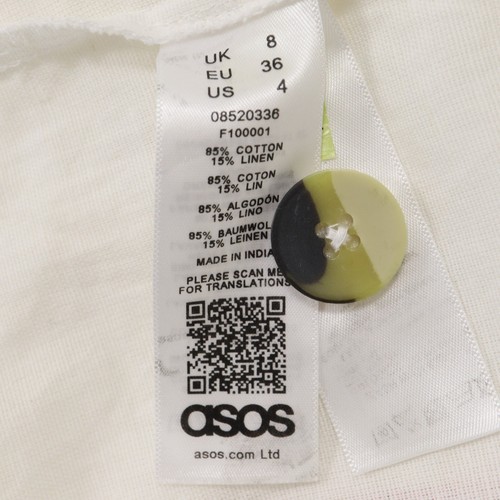 UK 8
EU 36
US 4
08520336
F100001
85% COTTON
15% LINEN
85% COTON
15% LIN
85% ALGODÓN
15% LINO
85% BAUMWOL
15% LEINEN
MADE IN INDIA
PLEASE SCAN ME
FOR TRANSLATIONS
asos
asos.com Ltd